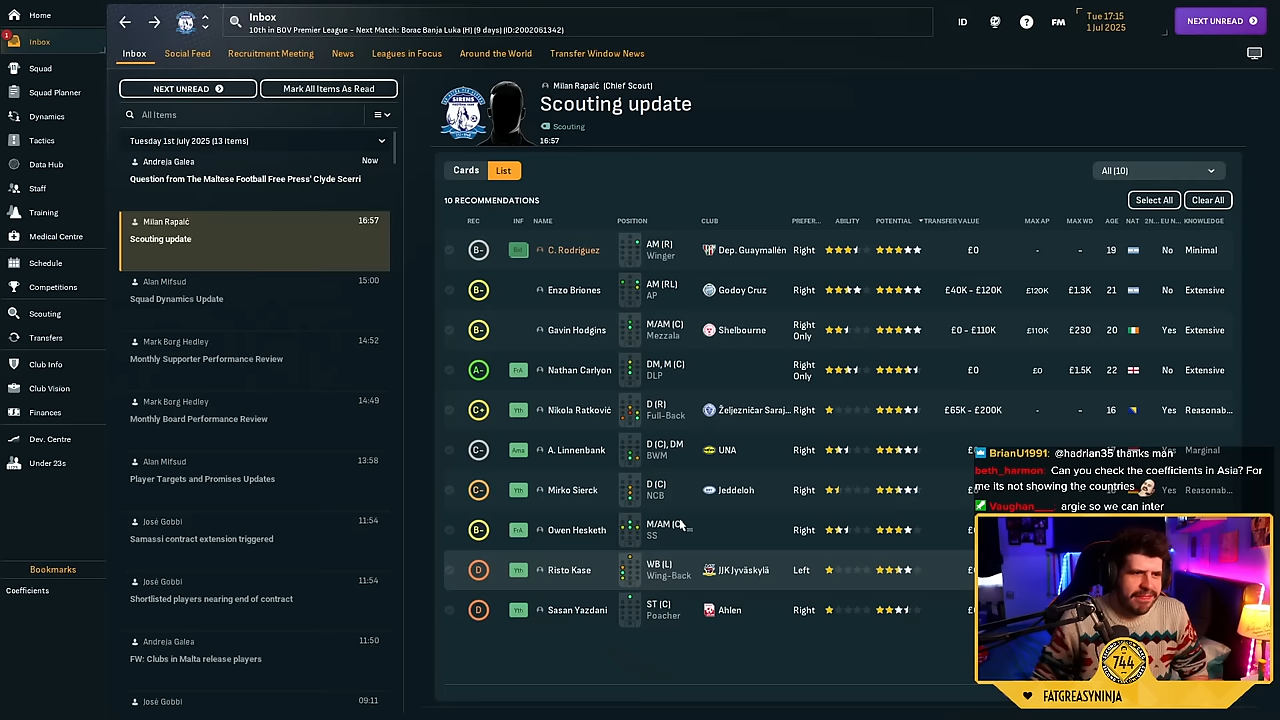 Home
Inbox
10th in BOV Premier League - Next Match: Borac Banja Luka (H) (9 days) (ID:2002061342)
ID
FM
Tue 17:15
1 Jul 2025
NEXT UNREAD
1
Inbox
Squad
Squad Planner
Dynamics
Tactics
Data Hub
Staff
Training
Medical Centre
Schedule
Competitions
Scouting
Transfers
Club Info
Club Vision
Finances
Dev. Centre
Under 23s
Bookmarks
Coefficients
Inbox
Social Feed
Recruitment Meeting
News
Leagues in Focus
Around the World
Transfer Window News
NEXT UNREAD
Mark All Items As Read
All Items
Tuesday 1st July 2025 (13 Items)
Andreja Galea
Now
Question from The Maltese Football Free Press' Clyde Scerri
Milan Rapaić
16:57
Scouting update
Alan Mifsud
15:00
Squad Dynamics Update
Mark Borg Hedley
14:52
Monthly Supporter Performance Review
Mark Borg Hedley
14:49
Monthly Board Performance Review
Alan Mifsud
13:58
Player Targets and Promises Updates
José Gobbi
11:54
Samassi contract extension triggered
José Gobbi
11:54
Shortlisted players nearing end of contract
Andreja Galea
11:50
FW: Clubs in Malta release players
José Gobbi
09:11
SIRENS
Milan Rapaić (Chief Scout)
Scouting update
Scouting
16:57
Cards
List
All (10)
10 RECOMMENDATIONS
Select All
Clear All
REC INF NAME POSITION CLUB PREFER... ABILITY POTENTIAL TRANSFER VALUE MAX AP MAX WD AGE NAT 2N... EU N... KNOWLEDGE
B- C. Rodríguez AM (R) Winger Dep. Guaymallén Right £0 - - 19 No Minimal
B- Enzo Briones AM (RL) AP Godoy Cruz Right £40K - £120K £120K £1.3K 21 No Extensive
B- Gavin Hodgins M/AM (C) Mezzala Shelbourne Right Only £0 - £110K £110K £230 20 Yes Extensive
A- FrA Nathan Carlyon DM, M (C) DLP Right Only £0 £0 £1.5K 22 No Extensive
C+ Yth Nikola Ratković D (R) Full-Back Željezničar Saraj... Right £65K - £200K - - 16 Yes Reasonab...
C- Ama A. Linnenbank D (C), DM BWM UNA Right Marginal
C- Yth Mirko Sierck D (C) NCB Jeddeloh Right Yes Reasonab...
B- FrA Owen Hesketh M/AM (C) SS Right
D Yth Risto Kase WB (L) Wing-Back JJK Jyväskylä Left
D Yth Sasan Yazdani ST (C) Poacher Ahlen Right
BrianU1991: @hadrian35 thanks man
beth_harmon: Can you check the coefficients in Asia? For
me its not showing the countries
Vaughan___ argie so we can inter
744
FATGREASYNINJA